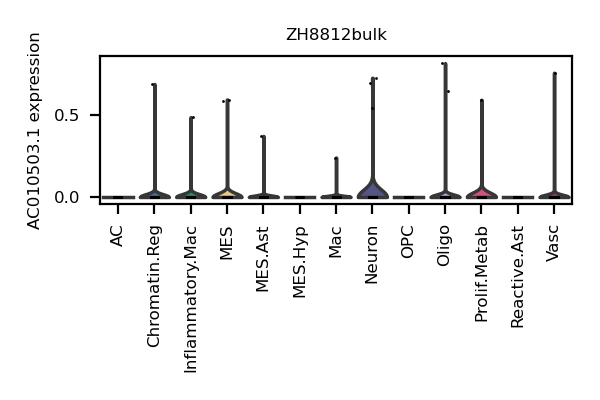 ZH8812bulk
AC010503.1 expression
0.5
0.0
AC
Chromatin.Reg
Inflammatory.Mac
MES
MES.Ast
MES.Hyp
Mac
Neuron
OPC
Oligo
Prolif.Metab
Reactive.Ast
Vasc